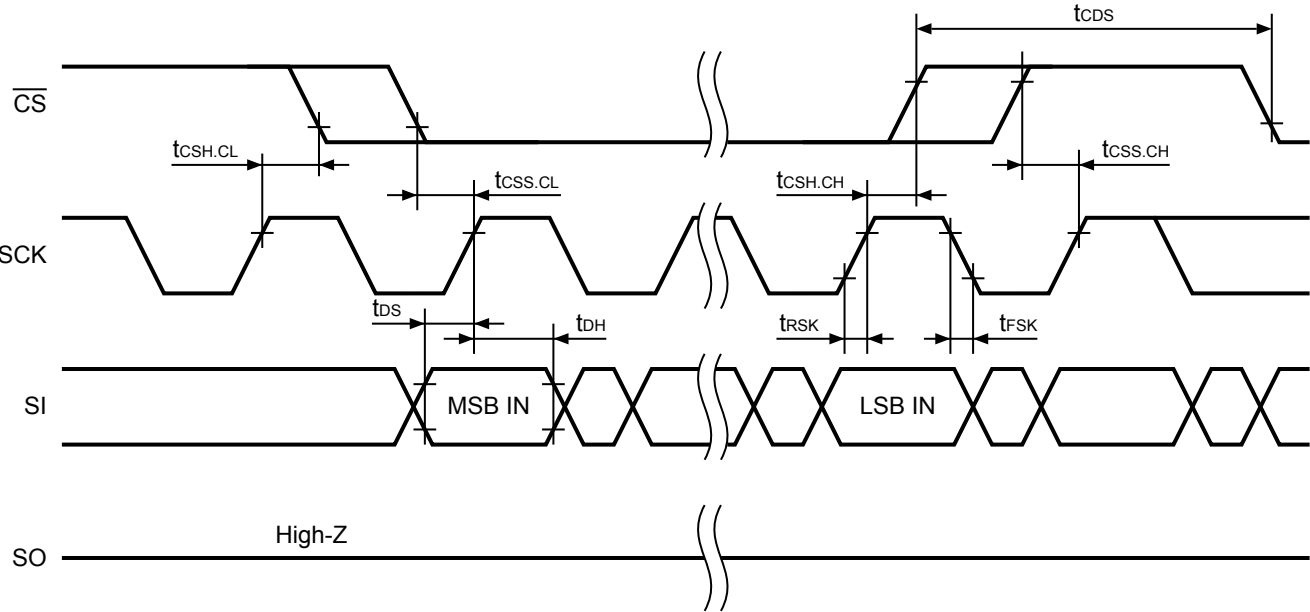 tCDS
CS
tCSH.CL
tCSS.CL
tCSH.CH
tCSS.CH
SCK
tDS
tDH
tRSK
tFSK
SI
MSB IN
LSB IN
High-Z
SO